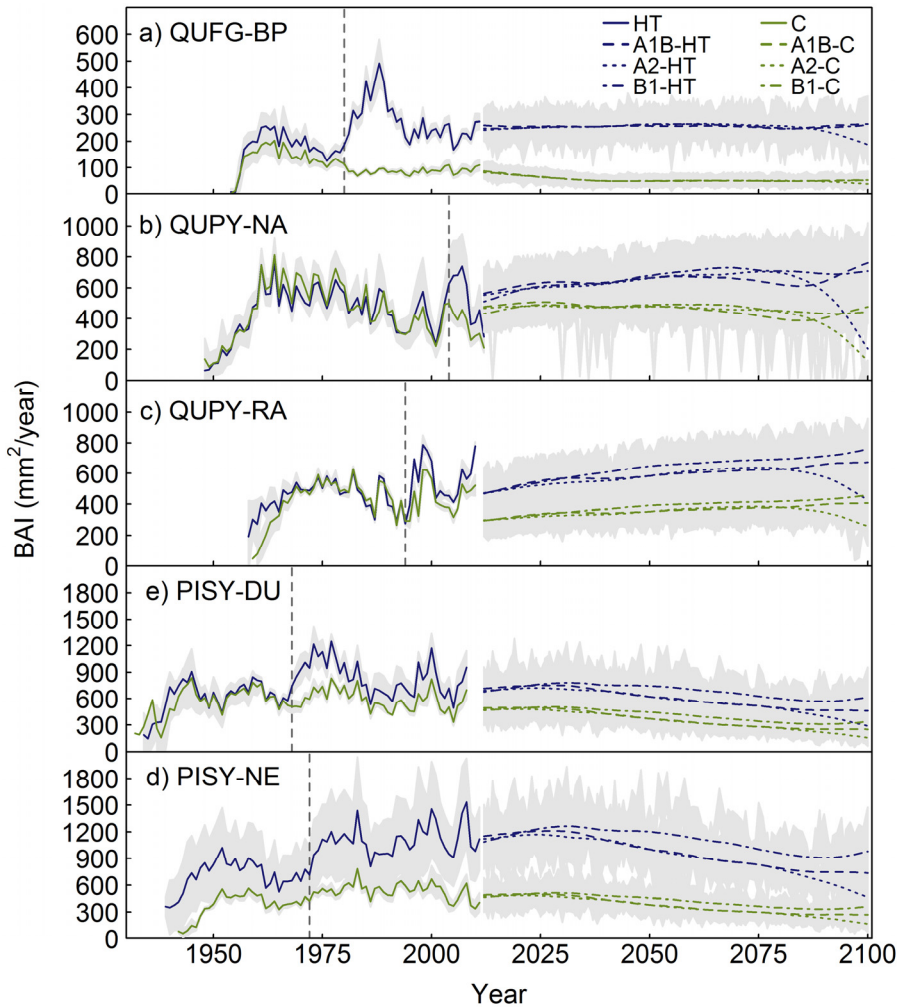 a) QUFG-BP
HT
A1B-HT
A2-HT
B1-HT
C
A1B-C
A2-C
B1-C
600
500
400
300
200
100
0
b) QUPY-NA
1000
800
600
400
200
0
c) QUPY-RA
1000
800
600
400
200
0
e) PISY-DU
1800
1500
1200
900
600
300
0
d) PISY-NE
1800
1500
1200
900
600
300
0
BAI (mm²/year)
1950 1975 2000 2025 2050 2075 2100
Year